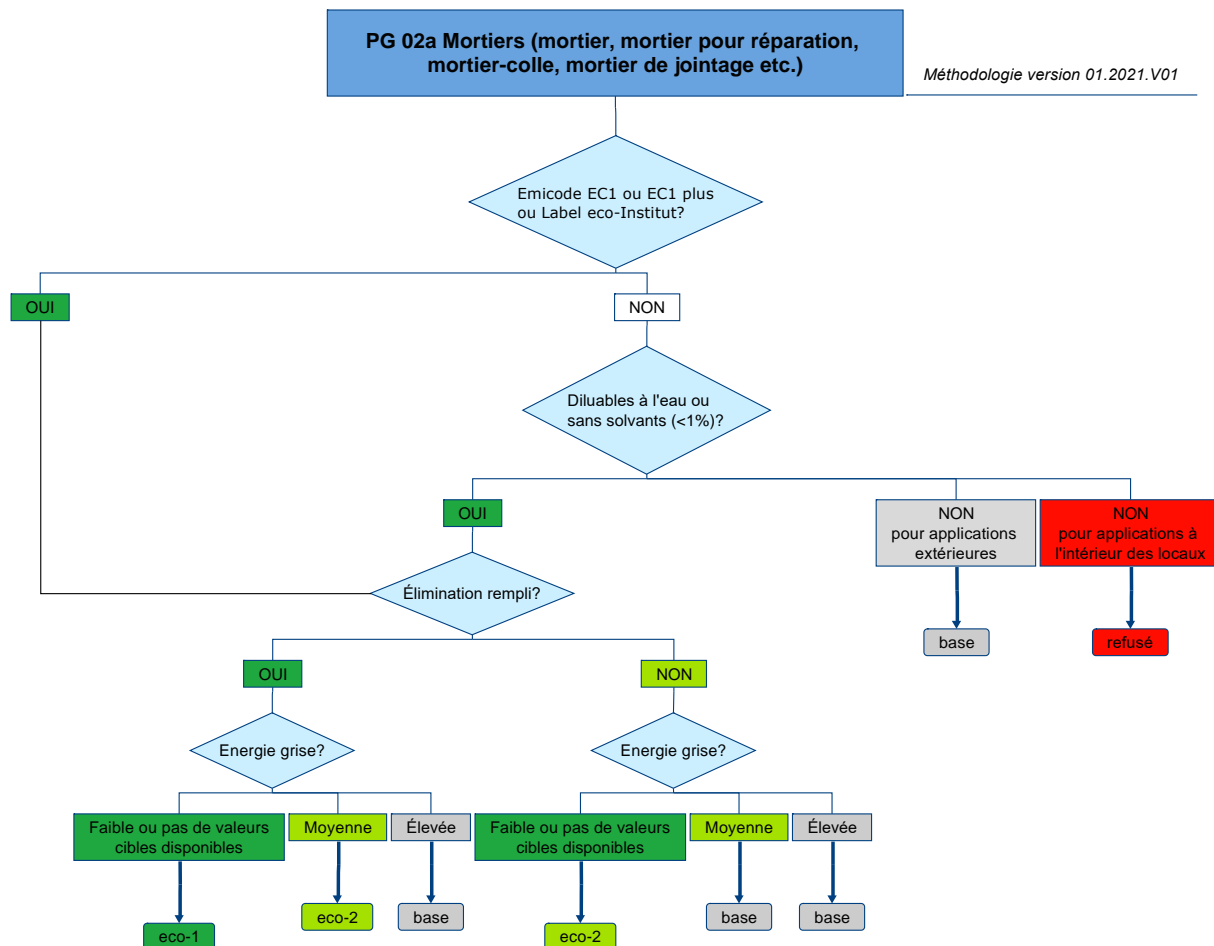 PG 02a Mortiers (mortier, mortier pour réparation,
mortier-colle, mortier de jointage etc.)
Méthodologie version 01.2021.V01
Emicode EC1 ou EC1 plus
ou Label eco-Institut?
OUI
NON
Diluables à l'eau ou
sans solvants (<1%)?
OUI
NON
pour applications
extérieures
NON
pour applications à
l'intérieur des locaux
Élimination rempli?
base
refusé
OUI
NON
Energie grise?
Energie grise?
Faible ou pas de valeurs
cibles disponibles
Moyenne
Élevée
Faible ou pas de valeurs
cibles disponibles
Moyenne
Élevée
eco-1
eco-2
base
eco-2
base
base